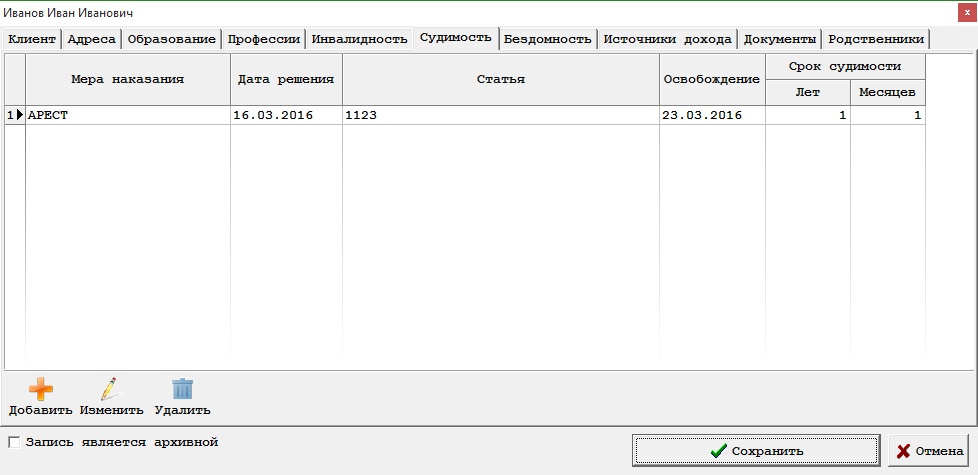 Иванов Иван Иванович
x
Клиент Адреса Образование Профессии Инвалидность Судимость Бездомность Источники дохода Документы Родственники
Мера наказания Дата решения Статья Освобождение Срок судимости
Лет Месяцев
1 АРЕСТ 16.03.2016 1123 23.03.2016 1 1
Добавить Изменить Удалить
Запись является архивной
Сохранить Отмена